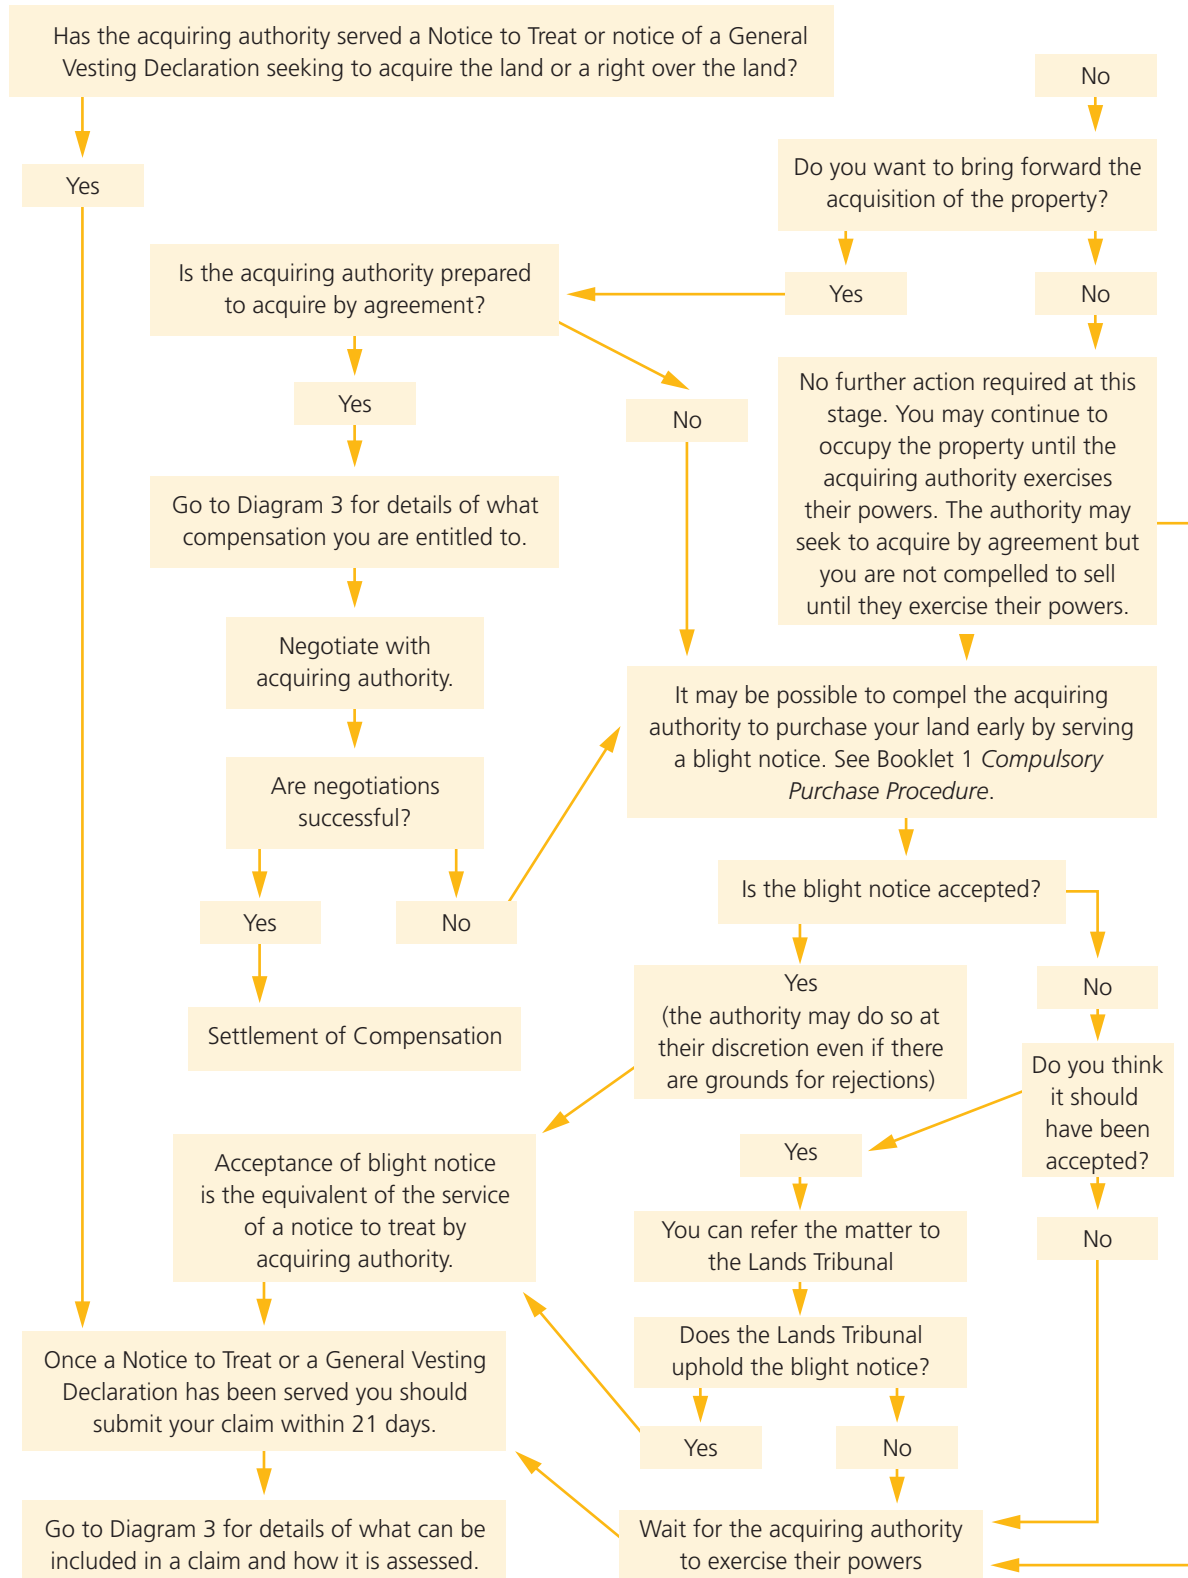 Has the acquiring authority served a Notice to Treat or notice of a General
Vesting Declaration seeking to acquire the land or a right over the land?
No
Yes
Do you want to bring forward the
acquisition of the property?
Is the acquiring authority prepared
to acquire by agreement?
Yes
No
Yes
No
No further action required at this
stage. You may continue to
occupy the property until the
acquiring authority exercises
their powers. The authority may
seek to acquire by agreement but
you are not compelled to sell
until they exercise their powers.
Go to Diagram 3 for details of what
compensation you are entitled to.
Negotiate with
acquiring authority.
It may be possible to compel the acquiring
authority to purchase your land early by serving
a blight notice. See Booklet 1 Compulsory
Purchase Procedure.
Are negotiations
successful?
Yes
No
Is the blight notice accepted?
Settlement of Compensation
Yes
(the authority may do so at
their discretion even if there
are grounds for rejections)
No
Do you think
it should
have been
accepted?
Acceptance of blight notice
is the equivalent of the service
of a notice to treat by
acquiring authority.
Yes
You can refer the matter to
the Lands Tribunal
No
Once a Notice to Treat or a General Vesting
Declaration has been served you should
submit your claim within 21 days.
Does the Lands Tribunal
uphold the blight notice?
Yes
No
Go to Diagram 3 for details of what can be
included in a claim and how it is assessed.
Wait for the acquiring authority
to exercise their powers